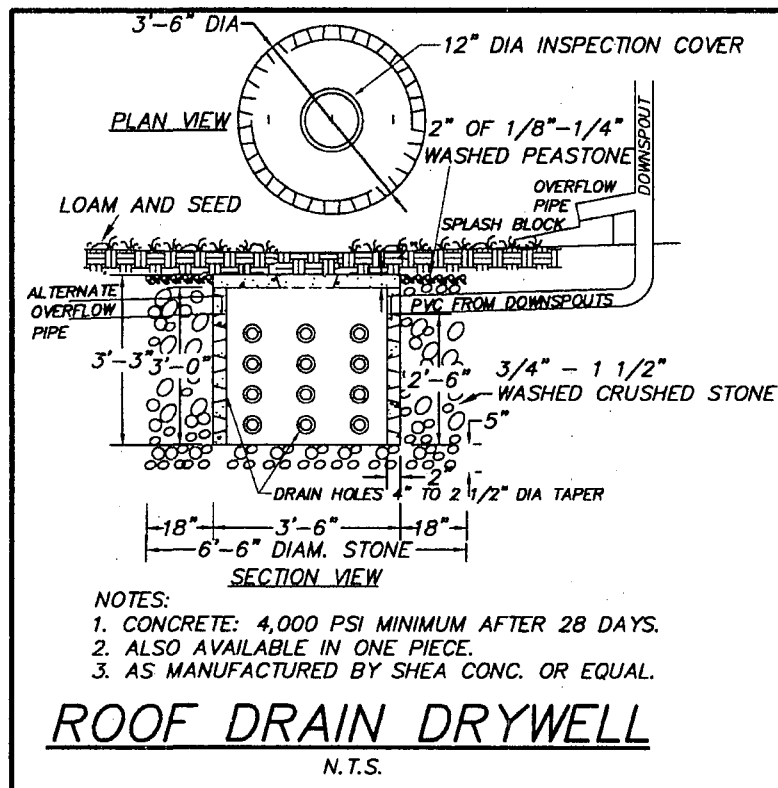 3'-6" DIA
12" DIA INSPECTION COVER
PLAN VIEW
2" OF 1/8"-1/4"
WASHED PEASTONE
DOWNSPOUT
OVERFLOW
PIPE
SPLASH BLOCK
LOAM AND SEED
ALTERNATE
OVERFLOW
PIPE
PVC FROM DOWNSPOUTS
3'-3"
3'-0"
2'-6"
3/4" - 1 1/2"
WASHED CRUSHED STONE
5"
2"
DRAIN HOLES 4" TO 2 1/2" DIA TAPER
18"
3'-6"
18"
6'-6" DIAM. STONE
SECTION VIEW
NOTES:
1. CONCRETE: 4,000 PSI MINIMUM AFTER 28 DAYS.
2. ALSO AVAILABLE IN ONE PIECE.
3. AS MANUFACTURED BY SHEA CONC. OR EQUAL.
ROOF DRAIN DRYWELL
N.T.S.